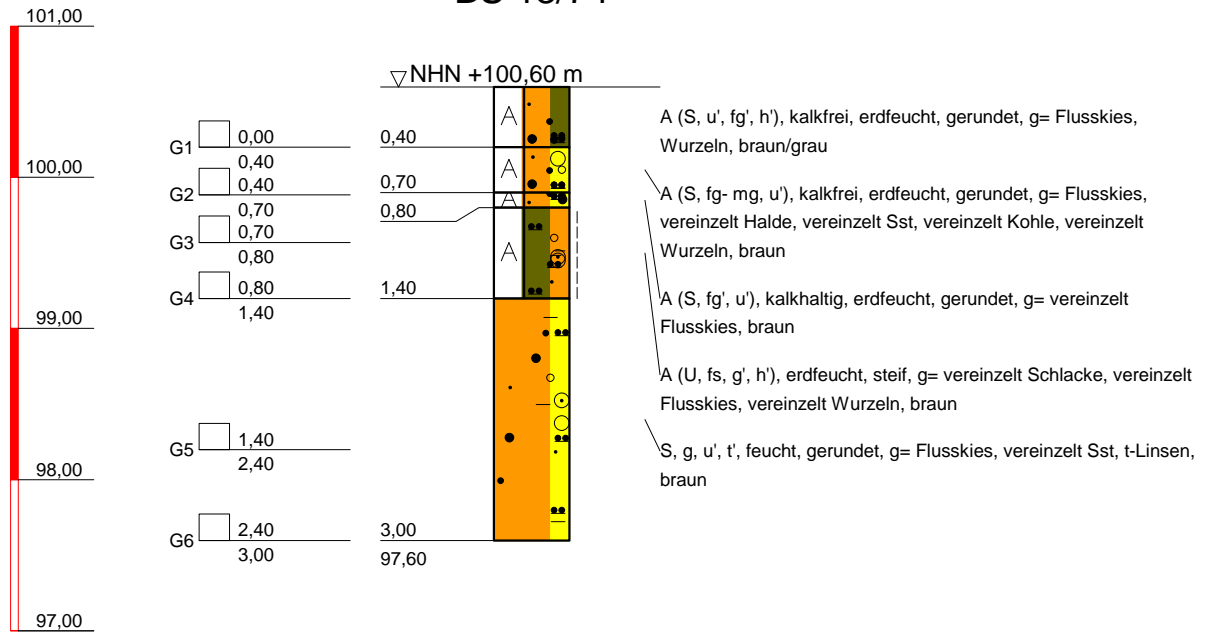 101,00
NHN +100,60 m
A
A (S, u', fg', h'), kalkfrei, erdfeucht, gerundet, g= Flusskies,
Wurzeln, braun/grau
G1 0,00 0,40
0,40
A
100,00
G2 0,40 0,70
0,70
A (S, fg- mg, u'), kalkfrei, erdfeucht, gerundet, g= Flusskies,
vereinzelt Halde, vereinzelt Sst, vereinzelt Kohle, vereinzelt
Wurzeln, braun
A
0,80
G3 0,70
0,80
A
G4 0,80 1,40
1,40
A (S, fg', u'), kalkhaltig, erdfeucht, gerundet, g= vereinzelt
Flusskies, braun
99,00
A (U, fs, g', h'), erdfeucht, steif, g= vereinzelt Schlacke, vereinzelt
Flusskies, vereinzelt Wurzeln, braun
G5 1,40
2,40
S, g, u', t', feucht, gerundet, g= Flusskies, vereinzelt Sst, t-Linsen,
braun
98,00
G6 2,40 3,00
3,00 97,60
97,00